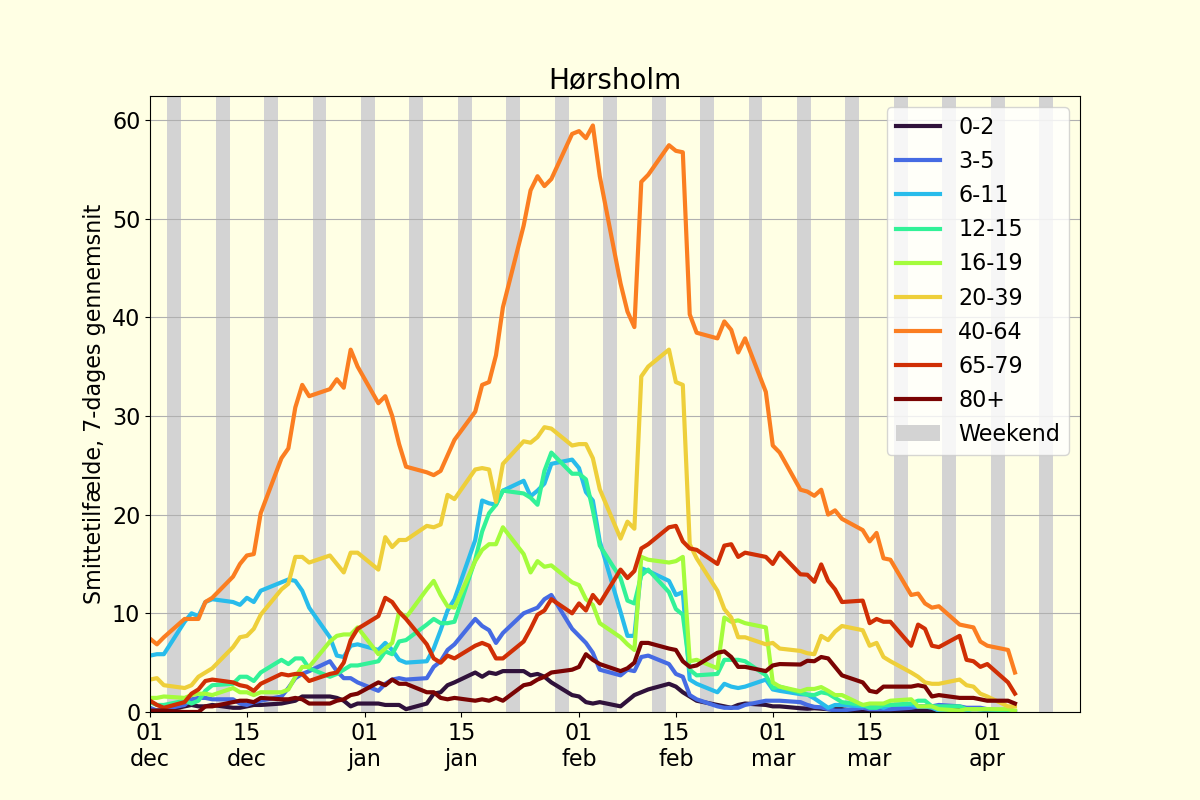 Hørsholm
Smittetilfælde, 7-dages gennemsnit
60
50
40
30
20
10
0
0-2
3-5
6-11
12-15
16-19
20-39
40-64
65-79
80+
Weekend
01 dec
15 dec
01 jan
15 jan
01 feb
15 feb
01 mar
15 mar
01 apr